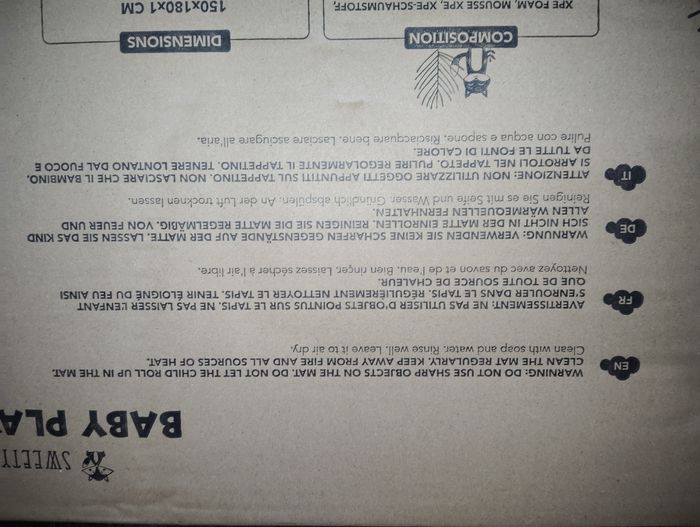 SWEETY
BABY PLA
EN
WARNING: DO NOT USE SHARP OBJECTS ON THE MAT. DO NOT LET THE CHILD ROLL UP IN THE MAT.
CLEAN THE MAT REGULARLY. KEEP AWAY FROM FIRE AND ALL SOURCES OF HEAT.
Clean with soap and water. Rinse well. Leave it to air dry.
FR
AVERTISSEMENT: NE PAS UTILISER D'OBJETS POINTUS SUR LE TAPIS. NE PAS LAISSER L'ENFANT
S'ENROULER DANS LE TAPIS. RÉGULIÈREMENT NETTOYER LE TAPIS. TENIR ÉLOIGNÉ DU FEU AINSI
QUE DE TOUTE SOURCE DE CHALEUR.
Nettoyez avec du savon et de l'eau. Bien rincer. Laissez sécher à l'air libre.
DE
WARNUNG: VERWENDEN SIE KEINE SCHARFEN GEGENSTÄNDE AUF DER MATTE. LASSEN SIE DAS KIND
SICH NICHT IN DER MATTE EINROLLEN. REINIGEN SIE DIE MATTE REGELMÄßIG. VON FEUER UND
ALLEN WÄRMEQUELLEN FERNHALTEN.
Reinigen Sie es mit Seife und Wasser. Gründlich abspülen. An der Luft trocknen lassen.
IT
ATTENZIONE: NON UTILIZZARE OGGETTI APPUNTITI SUL TAPPETINO. NON LASCIARE CHE IL BAMBINO
SI ARROTOLI NEL TAPPETO. PULIRE REGOLARMENTE IL TAPPETINO. TENERE LONTANO DAL FUOCO E
DA TUTTE LE FONTI DI CALORE.
Pulire con acqua e sapone. Risciacquare bene. Lasciare asciugare all'aria.
COMPOSITION
XPE FOAM, MOUSSE XPE, XPE-SCHAUMSTOFF,
DIMENSIONS
150x180x1 CM